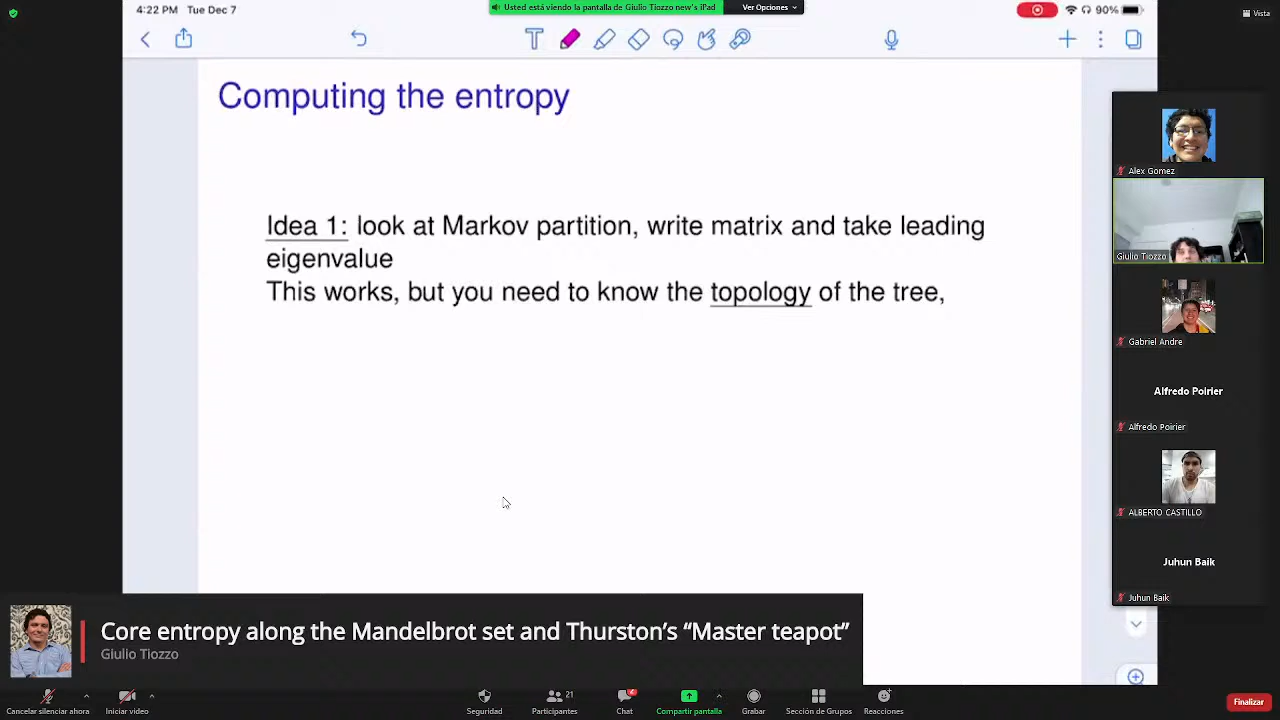 4:22 PM Tue Dec 7
Usted está viendo la pantalla de Giulio Tiozzo new's iPad
Ver Opciones
90%
Vista
Computing the entropy
Idea 1: look at Markov partition, write matrix and take leading
eigenvalue
This works, but you need to know the topology of the tree,
Alex Gomez
Giulio Tiozzo
Gabriel Andre
Alfredo Poirier
Alfredo Poirier
ALBERTO CASTILLO
Juhun Baik
Juhun Baik
Core entropy along the Mandelbrot set and Thurston's “Master teapot”
Giulio Tiozzo
Cancelar silenciar ahora
Iniciar video
Seguridad
21
Participantes
2
Chat
Compartir pantalla
Grabar
Sección de Grupos
Reacciones
Finalizar